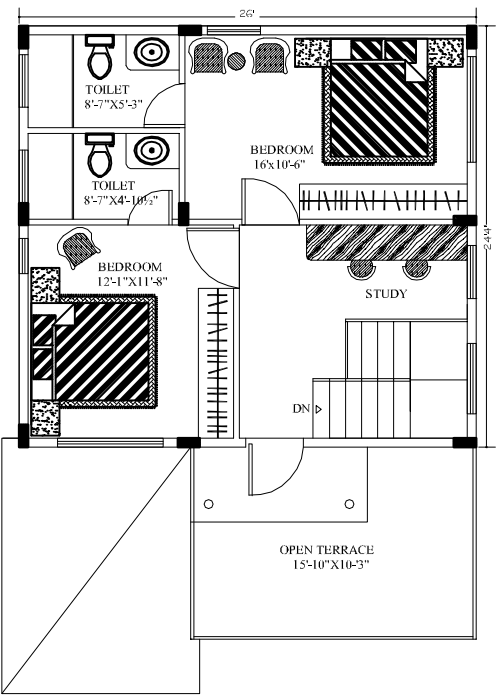 26'
TOILET
8'-7"X5'-3"
BEDROOM
16'x10'-6"
TOILET
8'-7"X4'-10½"
24'4"
BEDROOM
12'-1"X11'-8"
STUDY
DN
OPEN TERRACE
15'-10"X10-'3"